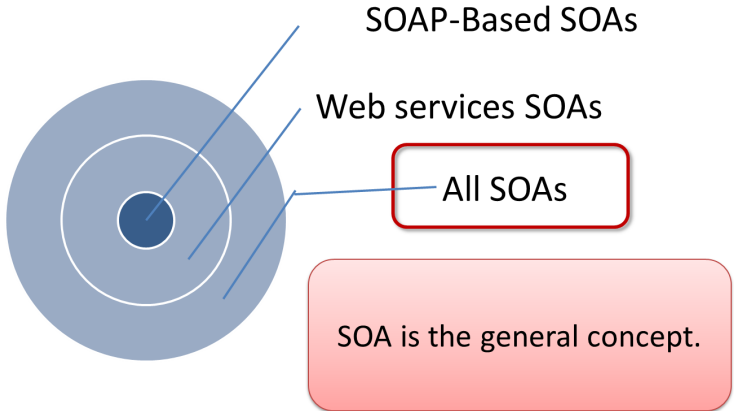 SOAP-Based SOAs
Web services SOAs
All SOAs
SOA is the general concept.